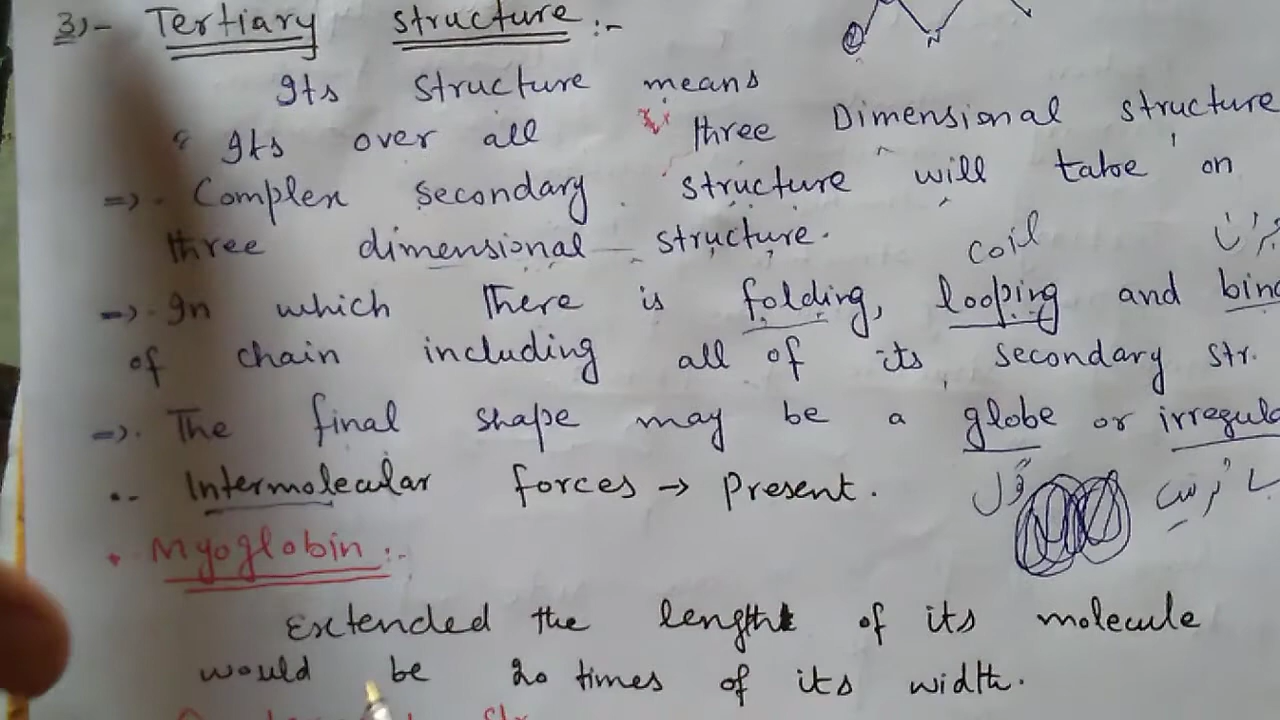 3)- Tertiary structure :-
Its structure means
" Its over all three Dimensional structure
=> . Complex secondary structure will take on
three dimensional structure.
coil
=> . In which there is folding, looping and
of chain including all of its secondary str.
=> . The final shape may be a globe or
Intermolecular forces → Present.
گول
Myoglobin :-
Extended the length of its molecule
would be 20 times of its width.